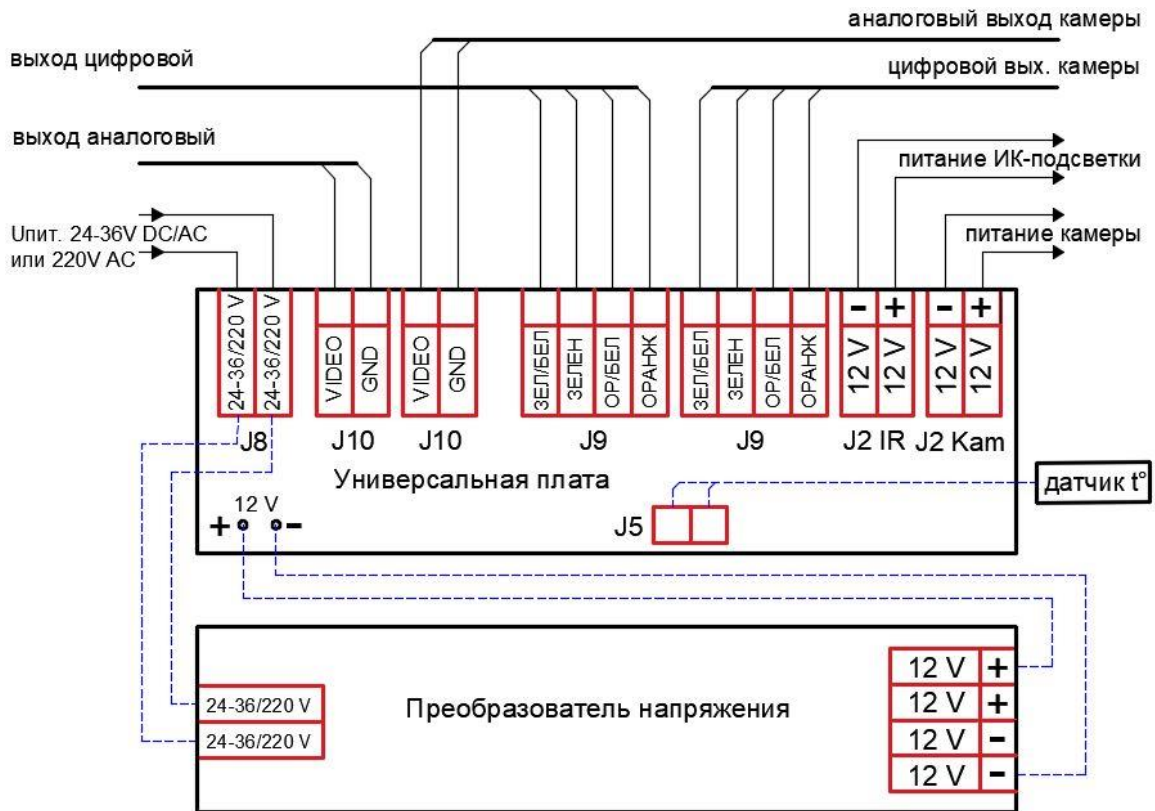 аналоговый выход камеры
выход цифровой
цифровой вых. камеры
выход аналоговый
питание ИК-подсветки
Uпит. 24-36V DC/AC
или 220V AC
питание камеры
24-36/220 V
24-36/220 V
VIDEO
GND
VIDEO
GND
ЗЕЛ/БЕЛ
ЗЕЛЕН
ОР/БЕЛ
ОРАНЖ
ЗЕЛ/БЕЛ
ЗЕЛЕН
ОР/БЕЛ
ОРАНЖ
- +
12 V
12 V
- +
12 V
12 V
J8
J10
J10
J9
J9
J2 IR
J2 Kam
Универсальная плата
датчик t°
12 V
+ -
J5
24-36/220 V
24-36/220 V
Преобразователь напряжения
12 V +
12 V +
12 V -
12 V -